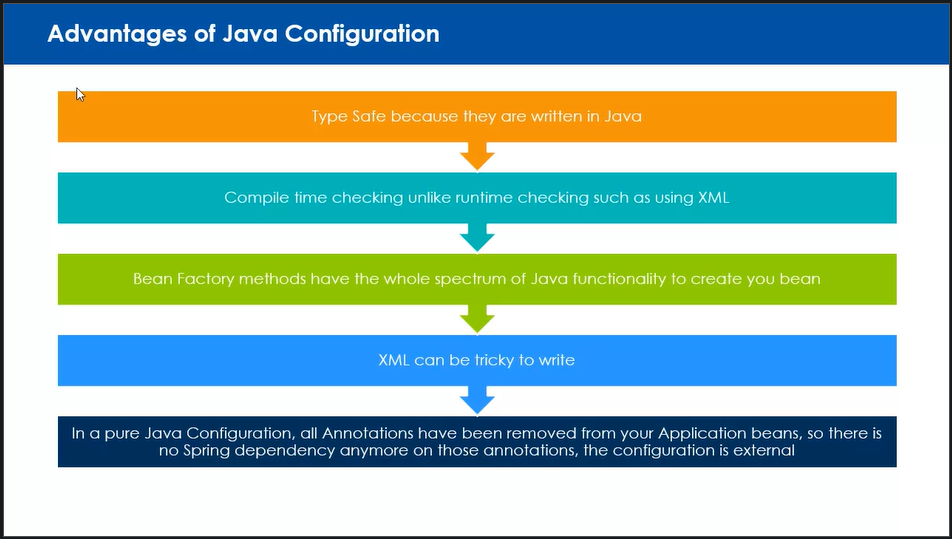 Advantages of Java Configuration
Type Safe because they are written in Java
Compile time checking unlike runtime checking such as using XML
Bean Factory methods have the whole spectrum of Java functionality to create you bean
XML can be tricky to write
In a pure Java Configuration, all Annotations have been removed from your Application beans, so there is
no Spring dependency anymore on those annotations, the configuration is external